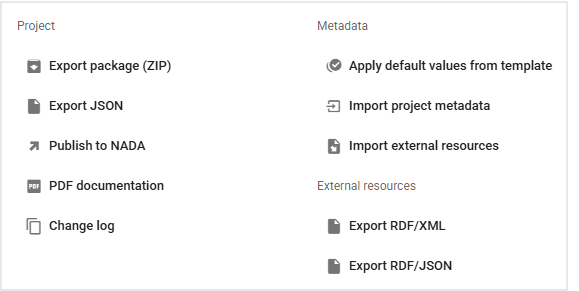 Project
Export package (ZIP)
Export JSON
Publish to NADA
PDF documentation
Change log
Metadata
Apply default values from template
Import project metadata
Import external resources
External resources
Export RDF/XML
Export RDF/JSON